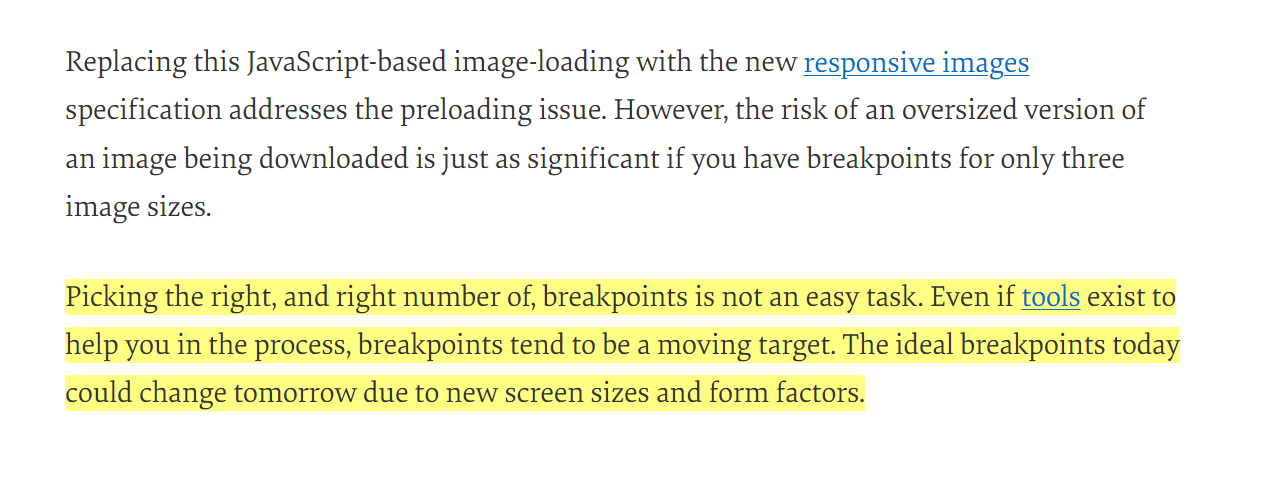 Replacing this JavaScript-based image-loading with the new responsive images
specification addresses the preloading issue. However, the risk of an oversized version of
an image being downloaded is just as significant if you have breakpoints for only three
image sizes.
Picking the right, and right number of, breakpoints is not an easy task. Even if tools exist to
help you in the process, breakpoints tend to be a moving target. The ideal breakpoints today
could change tomorrow due to new screen sizes and form factors.